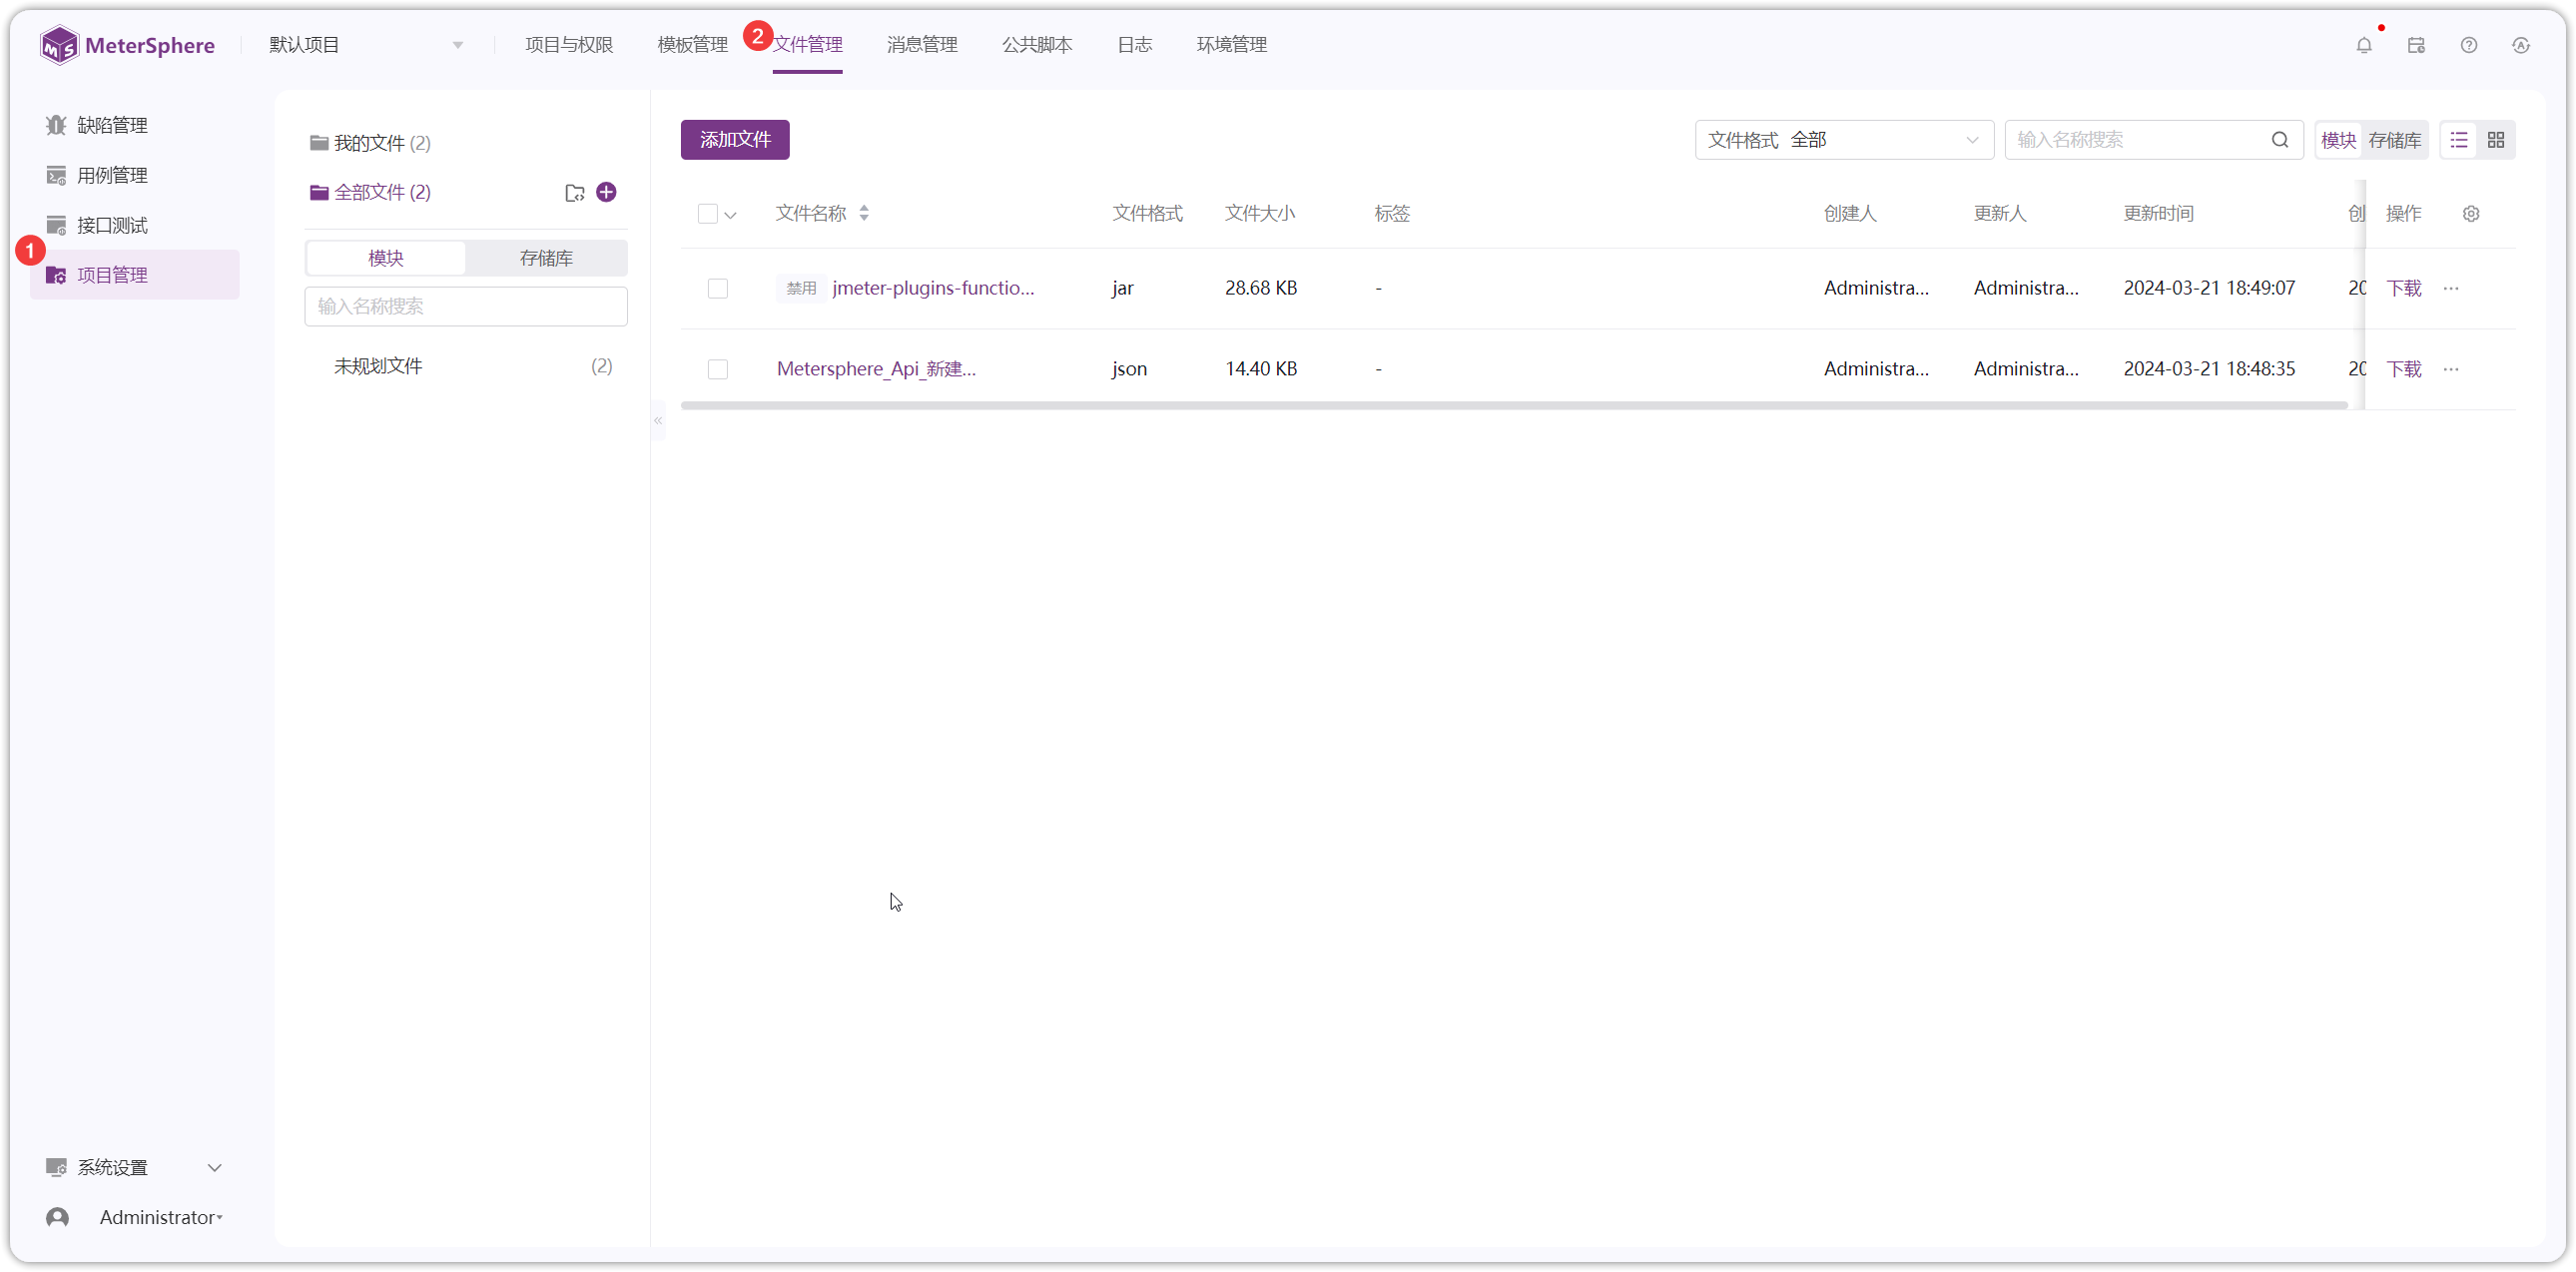 MeterSphere 默认项目 项目与权限 模板管理 2 文件管理 消息管理 公共脚本 日志 环境管理
缺陷管理
用例管理
接口测试
1
项目管理
系统设置
Administrator
我的文件 (2)
全部文件 (2)
模块 存储库
输入名称搜索
未规划文件 (2)
添加文件 文件格式 全部 输入名称搜索 模块 存储库
文件名称 文件格式 文件大小 标签 创建人 更新人 更新时间 创 操作
禁用 jmeter-plugins-functio... jar 28.68 KB - Administra... Administra... 2024-03-21 18:49:07 20 下载 ···
Metersphere_Api_新建... json 14.40 KB - Administra... Administra... 2024-03-21 18:48:35 20 下载 ···